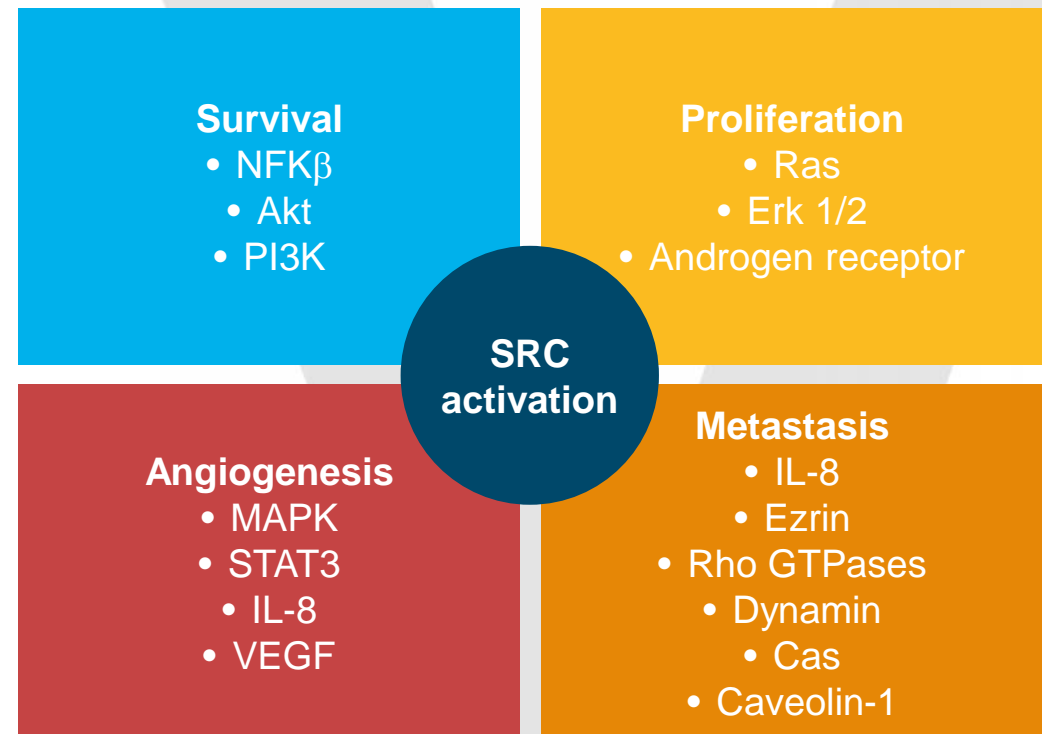 Survival
• NFKβ
• Akt
• PI3K
Proliferation
• Ras
• Erk 1/2
• Androgen receptor
SRC
activation
Angiogenesis
• MAPK
• STAT3
• IL-8
• VEGF
Metastasis
• IL-8
• Ezrin
• Rho GTPases
• Dynamin
• Cas
• Caveolin-1